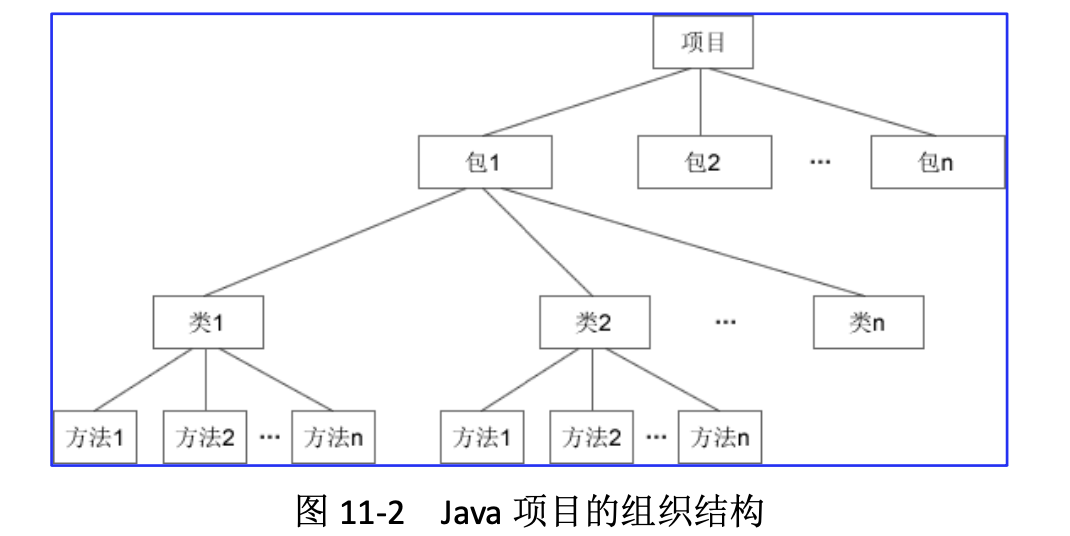 项目
包1 包2 ··· 包n
类1 类2 ··· 类n
方法1 方法2 ··· 方法n 方法1 方法2 ··· 方法n
图 11-2 Java 项目的组织结构